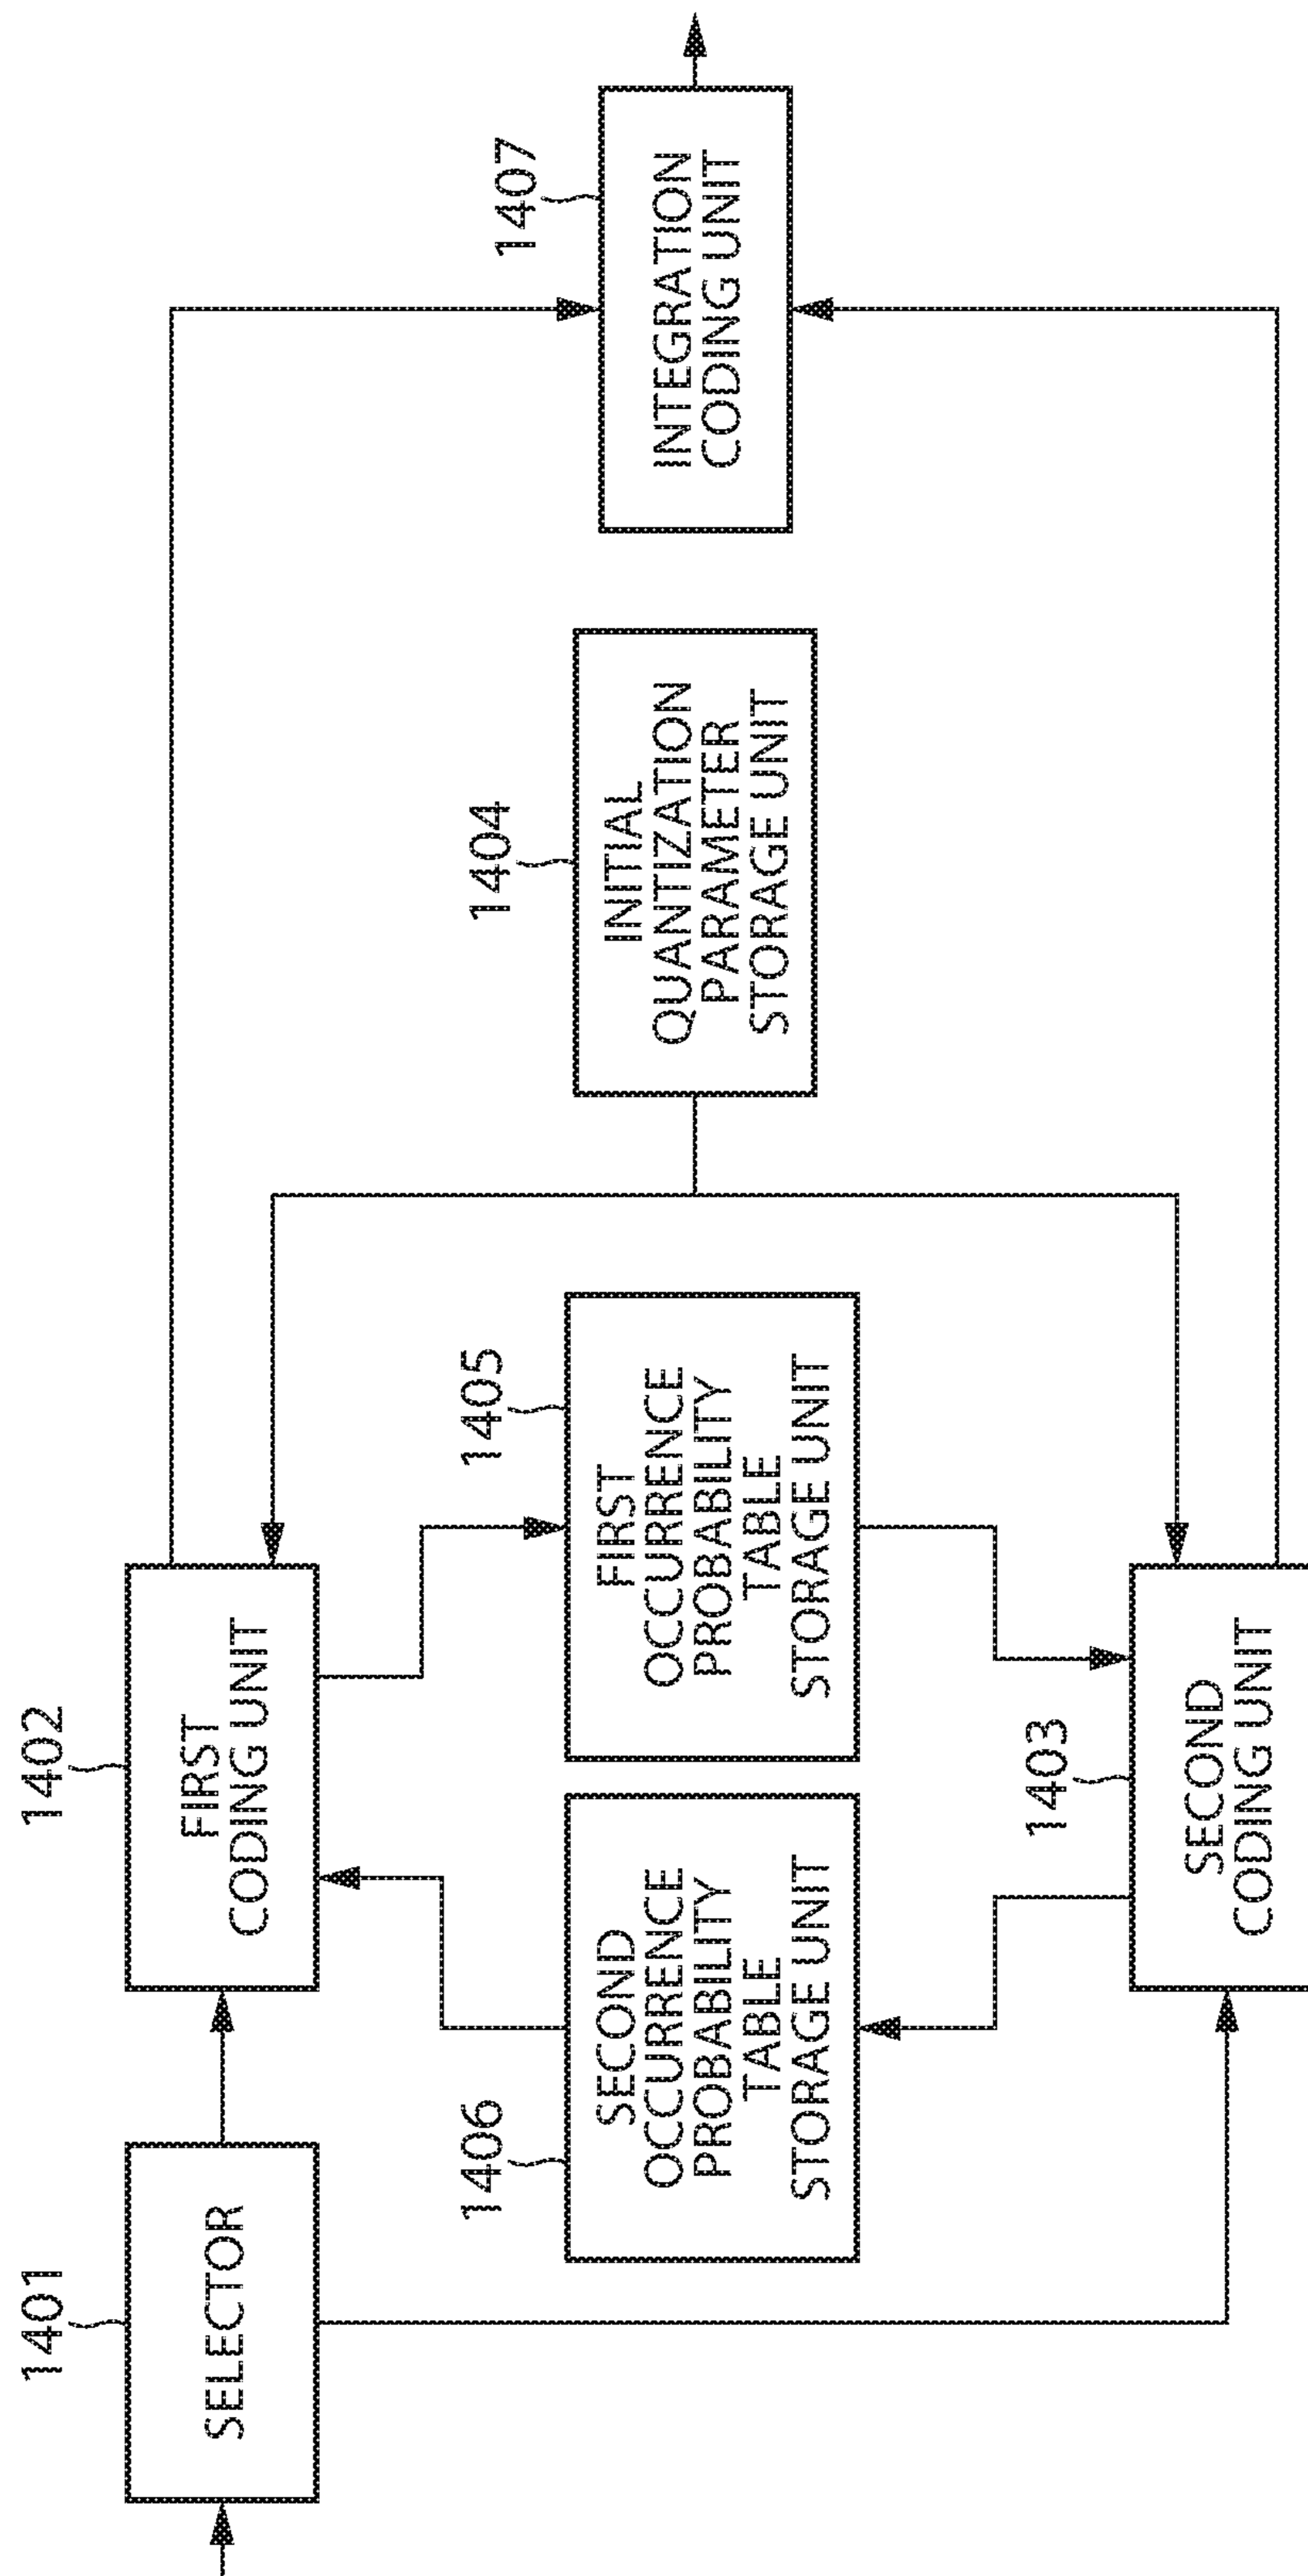 1401
SELECTOR
1402
FIRST
CODING UNIT
1406
SECOND
OCCURRENCE
PROBABILITY
TABLE
STORAGE UNIT
1405
FIRST
OCCURRENCE
PROBABILITY
TABLE
STORAGE UNIT
1403
SECOND
CODING UNIT
1404
INITIAL
QUANTIZATION
PARAMETER
STORAGE UNIT
1407
INTEGRATION
CODING UNIT